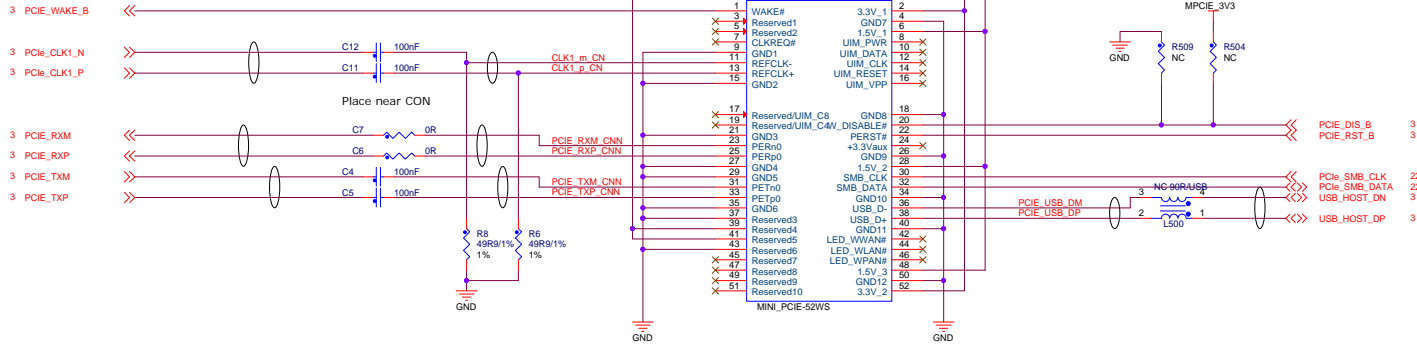 3 PCIE_WAKE_B
3 PCIe_CLK1_N
3 PCIe_CLK1_P
C12 100nF
C11 100nF
CLK1_m_CN
CLK1_p_CN
Place near CON
3 PCIE_RXM
3 PCIE_RXP
3 PCIE_TXM
3 PCIE_TXP
C7 0R
C6 0R
C4 100nF
C5 100nF
PCIE_RXM_CNN
PCIE_RXP_CNN
PCIE_TXM_CNN
PCIE_TXP_CNN
R8
49R9/1%
1%
R6
49R9/1%
1%
GND
GND
1 WAKE# 3.3V_1 2
3 Reserved1 GND7 4
5 Reserved2 1.5V_1 6
7 CLKREQ# UIM_PWR 8
9 GND1 UIM_DATA 10
11 REFCLK- UIM_CLK 12
13 REFCLK+ UIM_RESET 14
15 GND2 UIM_VPP 16
17 Reserved/UIM_C8 GND8 18
19 Reserved/UIM_C4 W_DISABLE# 20
21 GND3 PERST# 22
23 PERn0 +3.3Vaux 24
25 PERp0 GND9 26
27 GND4 1.5V_2 28
29 GND5 SMB_CLK 30
31 PETn0 SMB_DATA 32
33 PETp0 GND10 34
35 GND6 USB_D- 36
37 Reserved3 USB_D+ 38
39 Reserved4 GND11 40
41 Reserved5 LED_WWAN# 42
43 Reserved6 LED_WLAN# 44
45 Reserved7 LED_WPAN# 46
47 Reserved8 1.5V_3 48
49 Reserved9 GND12 50
51 Reserved10 3.3V_2 52
MINI_PCIE-52WS
GND
MPCIE_3V3
GND
R509
NC
R504
NC
PCIE_DIS_B 3
PCIE_RST_B 3
PCIe_SMB_CLK 22
PCIe_SMB_DATA 22
USB_HOST_DN 3
USB_HOST_DP 3
NC 90R/USB
3 4
2 1
L500
PCIE_USB_DM
PCIE_USB_DP